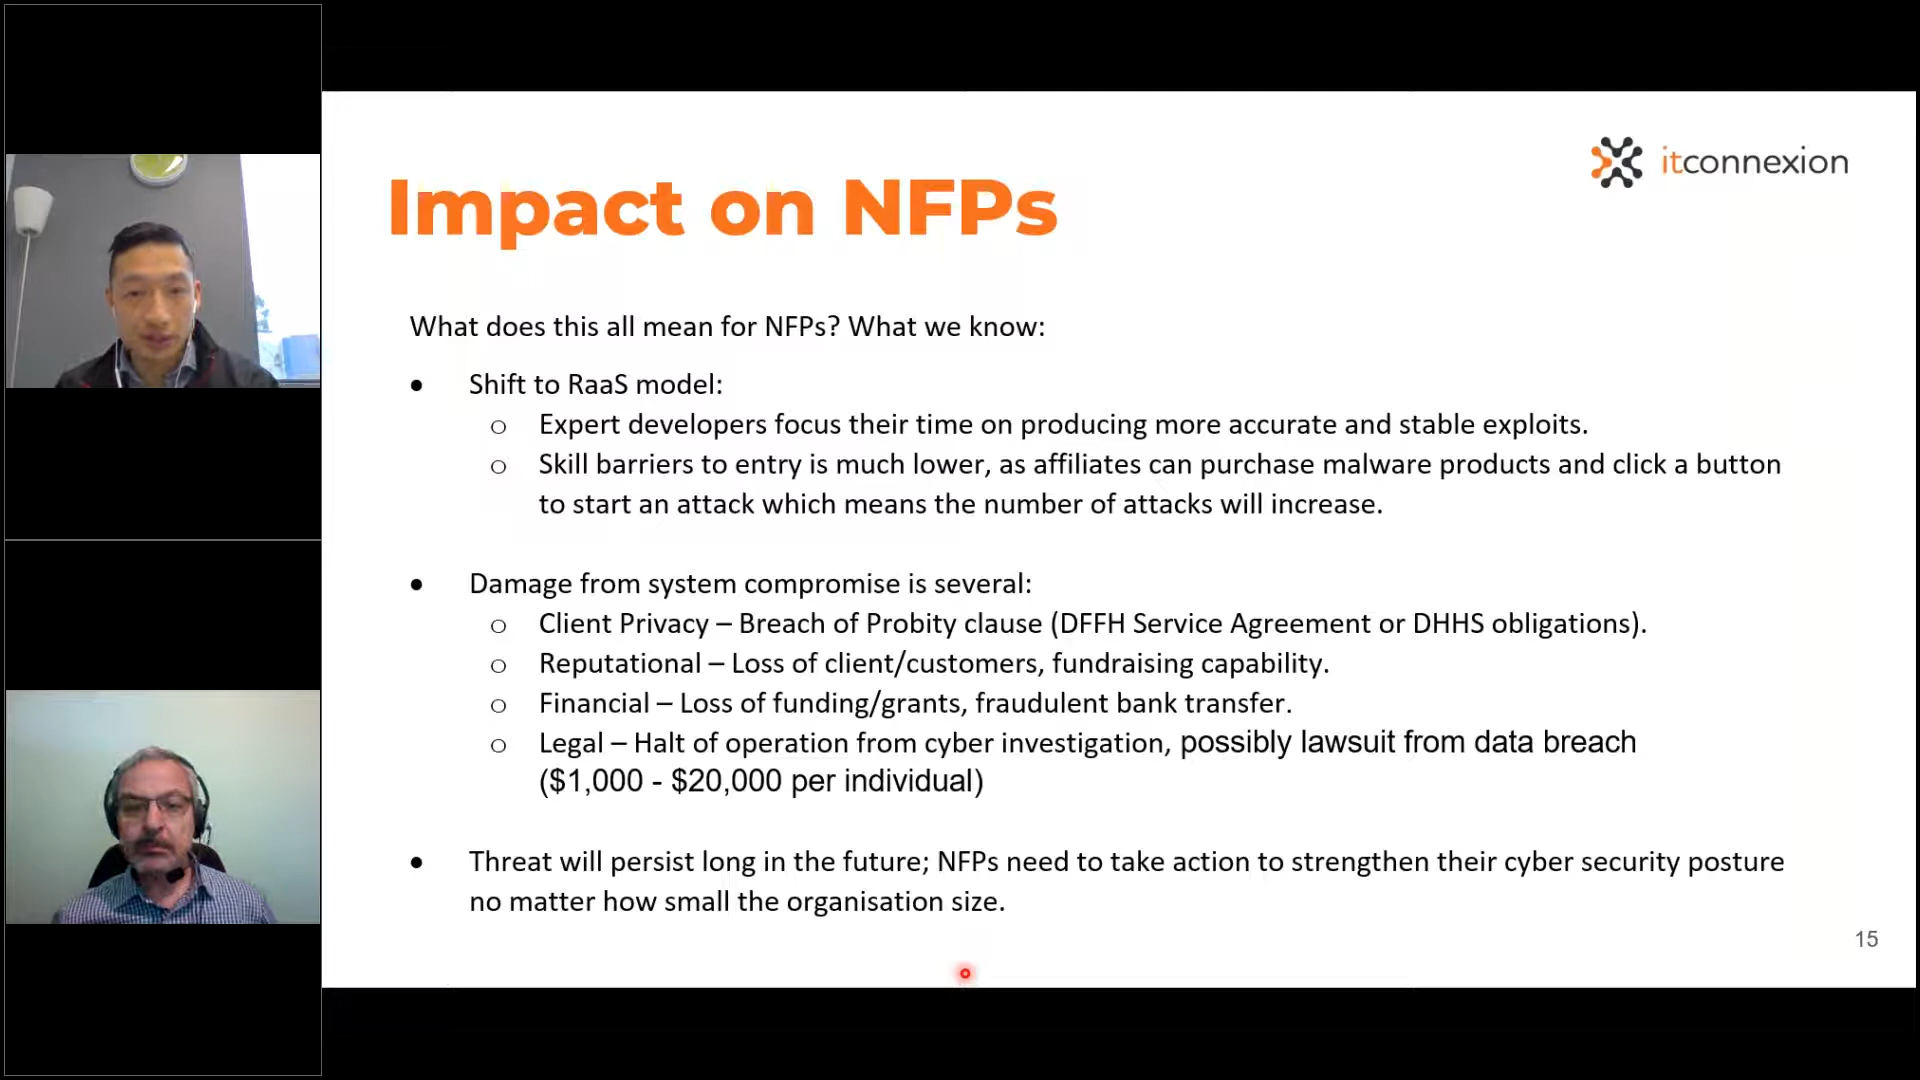 itconnexion
Impact on NFPs
What does this all mean for NFPs? What we know:
• Shift to RaaS model:
o Expert developers focus their time on producing more accurate and stable exploits.
o Skill barriers to entry is much lower, as affiliates can purchase malware products and click a button
to start an attack which means the number of attacks will increase.
• Damage from system compromise is several:
o Client Privacy – Breach of Probity clause (DFFH Service Agreement or DHHS obligations).
o Reputational – Loss of client/customers, fundraising capability.
o Financial – Loss of funding/grants, fraudulent bank transfer.
o Legal – Halt of operation from cyber investigation, possibly lawsuit from data breach
($1,000 - $20,000 per individual)
• Threat will persist long in the future; NFPs need to take action to strengthen their cyber security posture
no matter how small the organisation size.
15